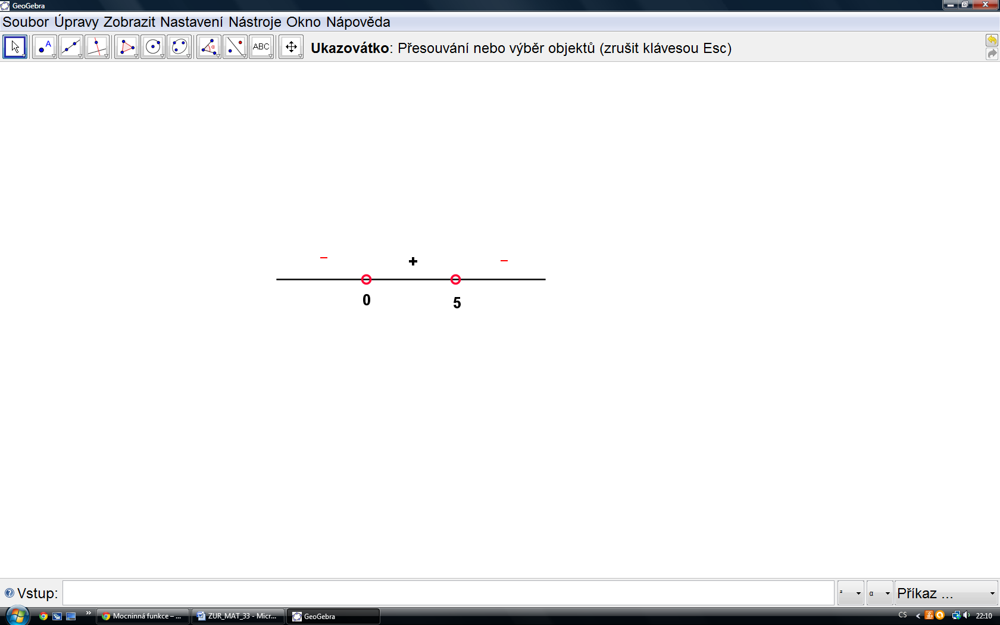 GeoGebra
Soubor Úpravy Zobrazit Nastavení Nástroje Okno Nápověda
A
α
ABC
Ukazovátko: Přesouvání nebo výběr objektů (zrušit klávesou Esc)
− + −
0 5
Vstup:
² α Příkaz ...
» Mocninná funkce – ... ZUR_MAT_33 - Micr... GeoGebra CS < 22:10